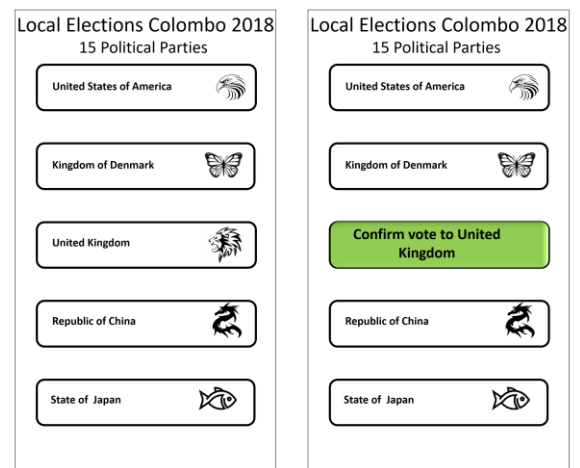 Local Elections Colombo 2018
15 Political Parties
United States of America
Kingdom of Denmark
United Kingdom
Republic of China
State of  Japan
Local Elections Colombo 2018
15 Political Parties
United States of America
Kingdom of Denmark
Confirm vote to United
Kingdom
Republic of China
State of  Japan